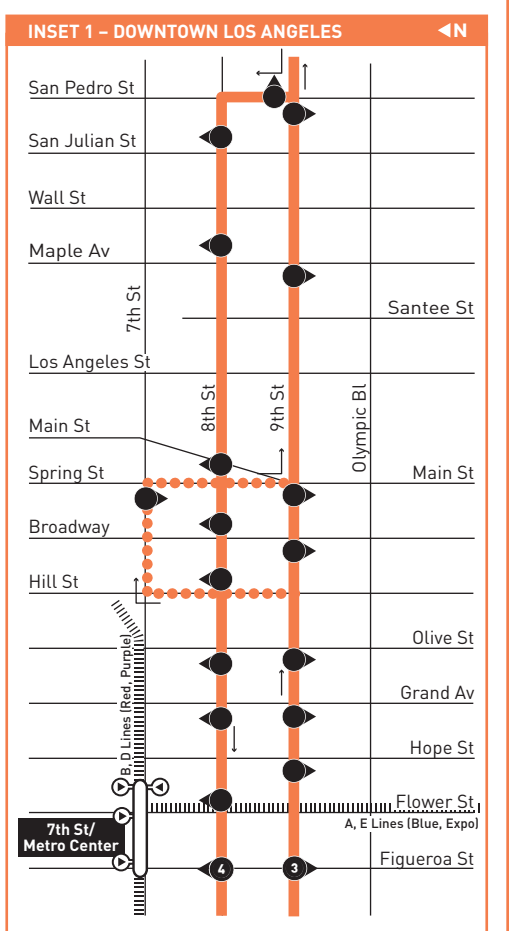 INSET 1 – DOWNTOWN LOS ANGELES
N
San Pedro St
San Julian St
Wall St
Maple Av
7th St
Santee St
Los Angeles St
8th St
9th St
Olympic Bl
Main St
Spring St
Main St
Broadway
Hill St
Olive St
B, D Lines (Red, Purple)
Grand Av
Hope St
Flower St
A, E Lines (Blue, Expo)
7th St/
Metro Center
Figueroa St
4
3